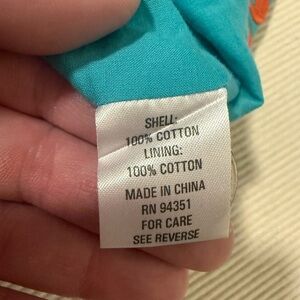 SHELL:
100% COTTON
LINING:
100% COTTON
MADE IN CHINA
RN 94351
FOR CARE
SEE REVERSE